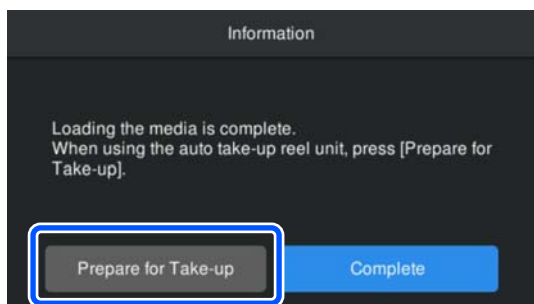 Information
Loading the media is complete.
When using the auto take-up reel unit, press [Prepare for
Take-up].
Prepare for Take-up
Complete